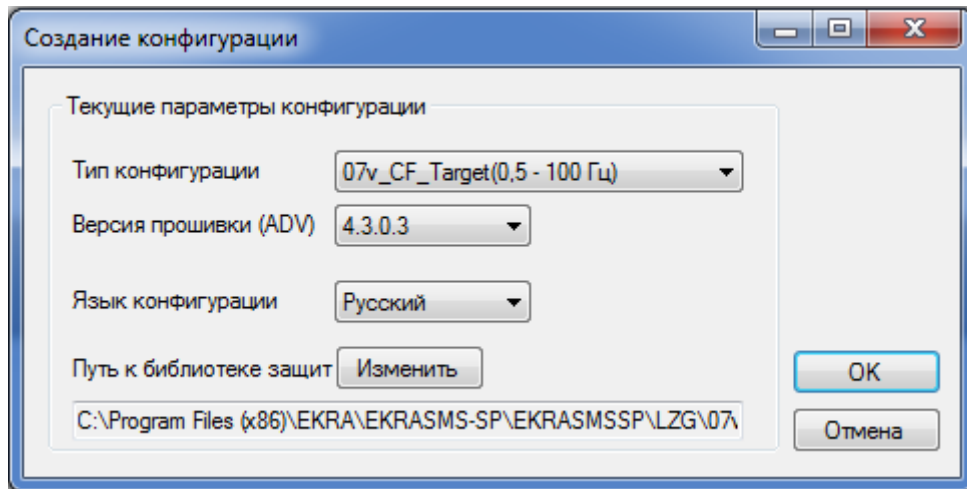 Создание конфигурации
Текущие параметры конфигурации
Тип конфигурации 07v_CF_Target(0,5 - 100 Гц)
Версия прошивки (ADV) 4.3.0.3
Язык конфигурации Русский
Путь к библиотеке защит Изменить
C:\Program Files (x86)\EKRA\EKRASMS-SP\EKRASMSSP\LZG\07v
OK
Отмена